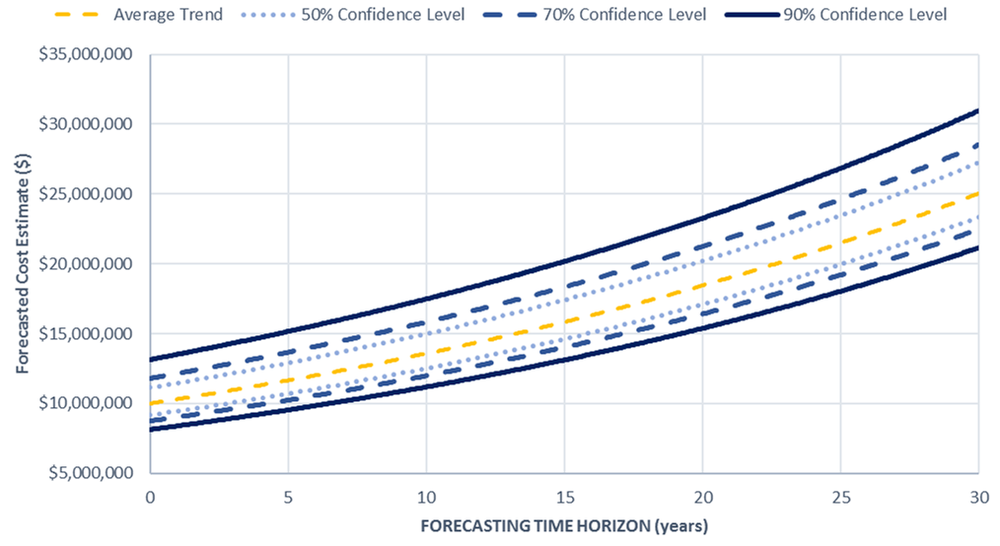 Average Trend 50% Confidence Level 70% Confidence Level 90% Confidence Level
$35,000,000
$30,000,000
$25,000,000
$20,000,000
$15,000,000
$10,000,000
$5,000,000
Forecasted Cost Estimate ($)
0 5 10 15 20 25 30
FORECASTING TIME HORIZON (years)